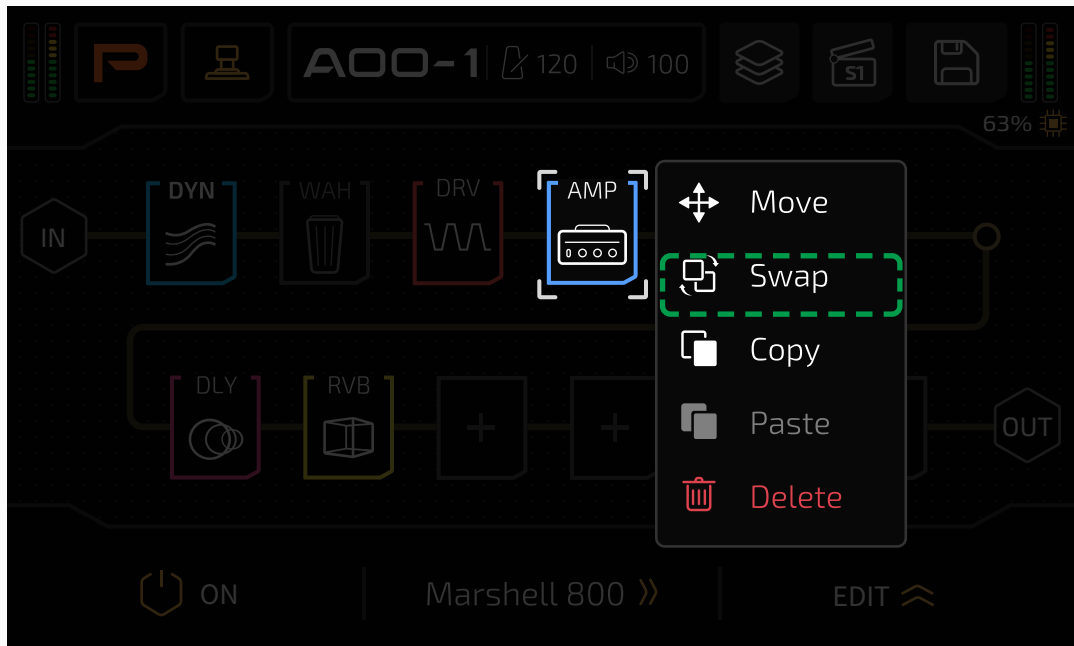 A00-1 120 100 S1
63%
DYN WAH DRV AMP
IN
Move
Swap
Copy
Paste
Delete
DLY RVB
OUT
ON Marshell 800 EDIT